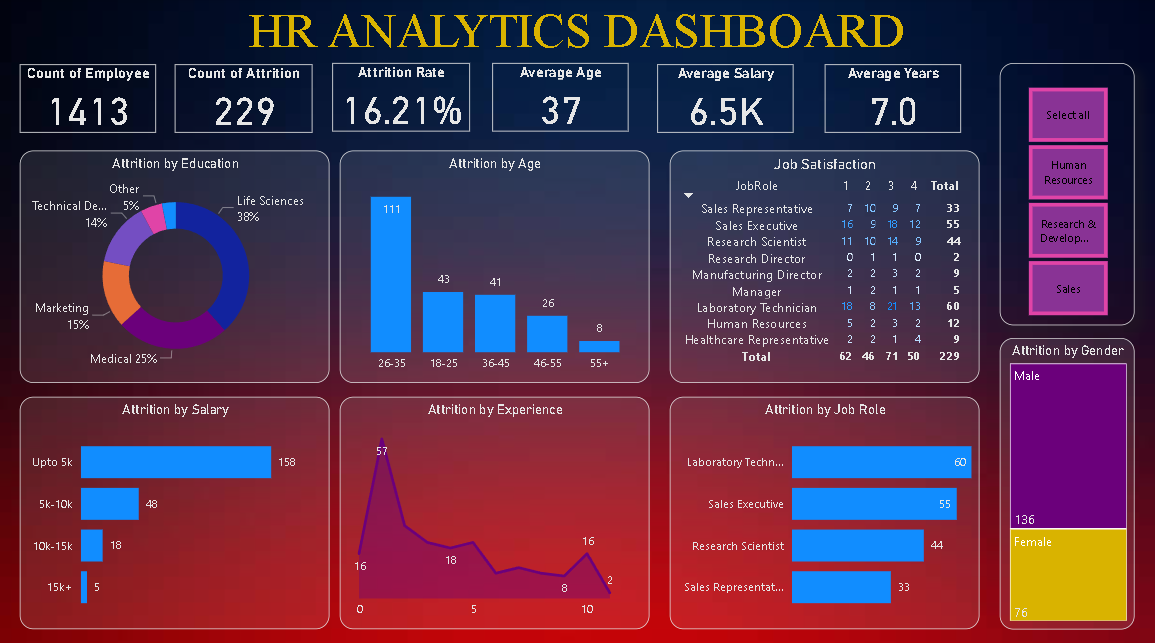 HR ANALYTICS DASHBOARD
Count of Employee
1413
Count of Attrition
229
Attrition Rate
16.21%
Average Age
37
Average Salary
6.5K
Average Years
7.0
Select all
Human
Resources
Research &
Develop...
Sales
Attrition by Education
Other
5%
Technical De...
14%
Life Sciences
38%
Marketing
15%
Medical 25%
Attrition by Age
111
43
41
26
8
26-35 18-25 36-45 46-55 55+
Job Satisfaction
JobRole 1 2 3 4 Total
Sales Representative 7 10 9 7 33
Sales Executive 16 9 18 12 55
Research Scientist 11 10 14 9 44
Research Director 0 1 1 0 2
Manufacturing Director 2 2 3 2 9
Manager 1 2 1 1 5
Laboratory Technician 18 8 21 13 60
Human Resources 5 2 3 2 12
Healthcare Representative 2 2 1 4 9
Total 62 46 71 50 229
Attrition by Gender
Male
136
Female
76
Attrition by Salary
Upto 5k 158
5k-10k 48
10k-15k 18
15k+ 5
Attrition by Experience
57
16
18
8
16
2
0 5 10
Attrition by Job Role
Laboratory Techn... 60
Sales Executive 55
Research Scientist 44
Sales Representat... 33